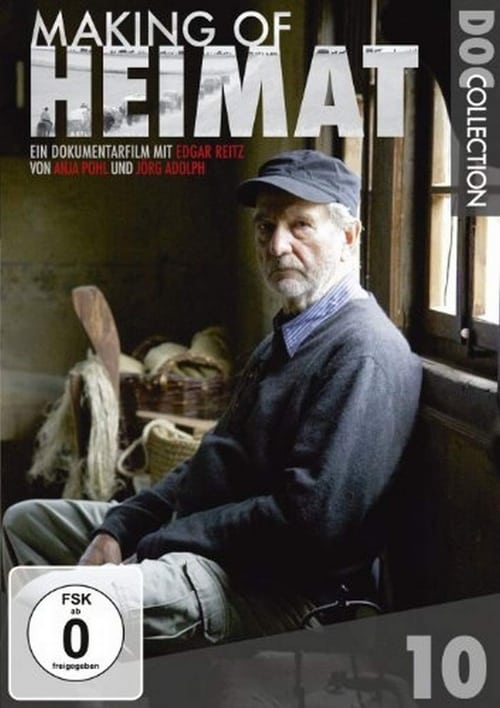 MAKING OF
HEIMAT
EIN DOKUMENTARFILM MIT EDGAR REITZ
VON ANJA POHL UND JÖRG ADOLPH
DOC
COLLECTION
FSK
ab
0
freigegeben
10